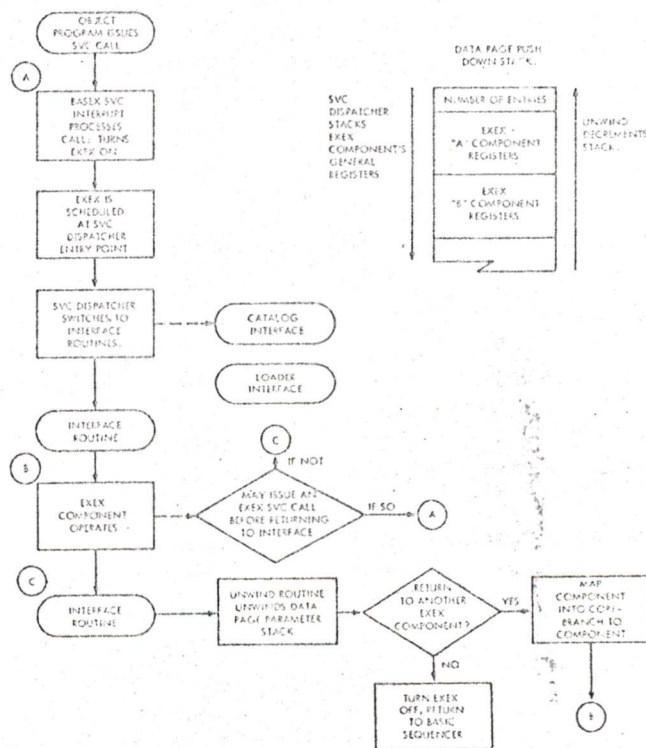 OBJECT
PROGRAM ISSUES
SVC CALL
A
BASEX SVC
INTERRUPT
PROCESSES
CALL; TURNS
EXEX ON
EXEX IS
SCHEDULED
AT SVC
DISPATCHER
ENTRY POINT
SVC DISPATCHER
SWITCHES TO
INTERFACE
ROUTINES.
CATALOG
INTERFACE
LOADER
INTERFACE
INTERFACE
ROUTINE
B
EXEX
COMPONENT
OPERATES
C
IF NOT
MAY ISSUE AN
EXEX SVC CALL
BEFORE RETURNING
TO INTERFACE
IF SO
A
C
INTERFACE
ROUTINE
UNWIND ROUTINE
UNWINDS DATA
PAGE PARAMETER
STACK
RETURN
TO ANOTHER
EXEX
COMPONENT?
YES
MAP
COMPONENT
INTO CORE-
BRANCH TO
COMPONENT
NO
TURN EXEX
OFF, RETURN
TO BASIC
SEQUENCER
B
DATA PAGE PUSH
DOWN STACK.
SVC
DISPATCHER
STACKS
EXEX
COMPONENT'S
GENERAL
REGISTERS
NUMBER OF ENTRIES
EXEX -
"A" COMPONENT
REGISTERS
EXEX
"B" COMPONENT
REGISTERS
UNWIND
DECREMENTS
STACK.